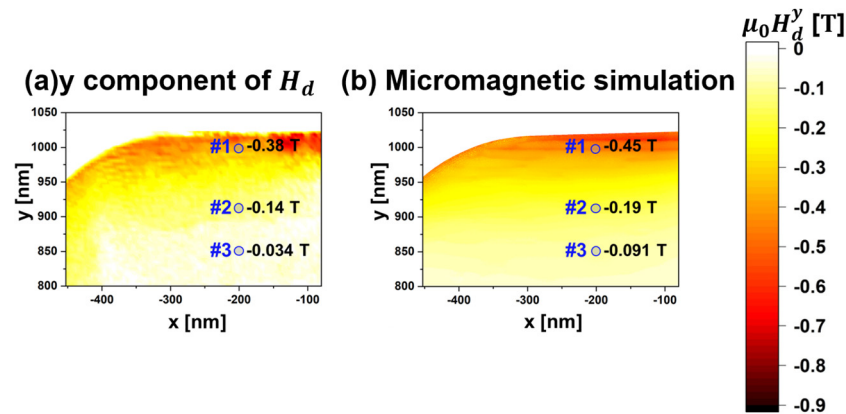 μ₀H_d^y [T]
(a)y component of H_d
(b) Micromagnetic simulation
1050
1000
950
900
850
800
y [nm]
#1 -0.38 T
#2 -0.14 T
#3 -0.034 T
-400 -300 -200 -100
x [nm]
1050
1000
950
900
850
800
y [nm]
#1 -0.45 T
#2 -0.19 T
#3 -0.091 T
-400 -300 -200 -100
x [nm]
0
-0.1
-0.2
-0.3
-0.4
-0.5
-0.6
-0.7
-0.8
-0.9